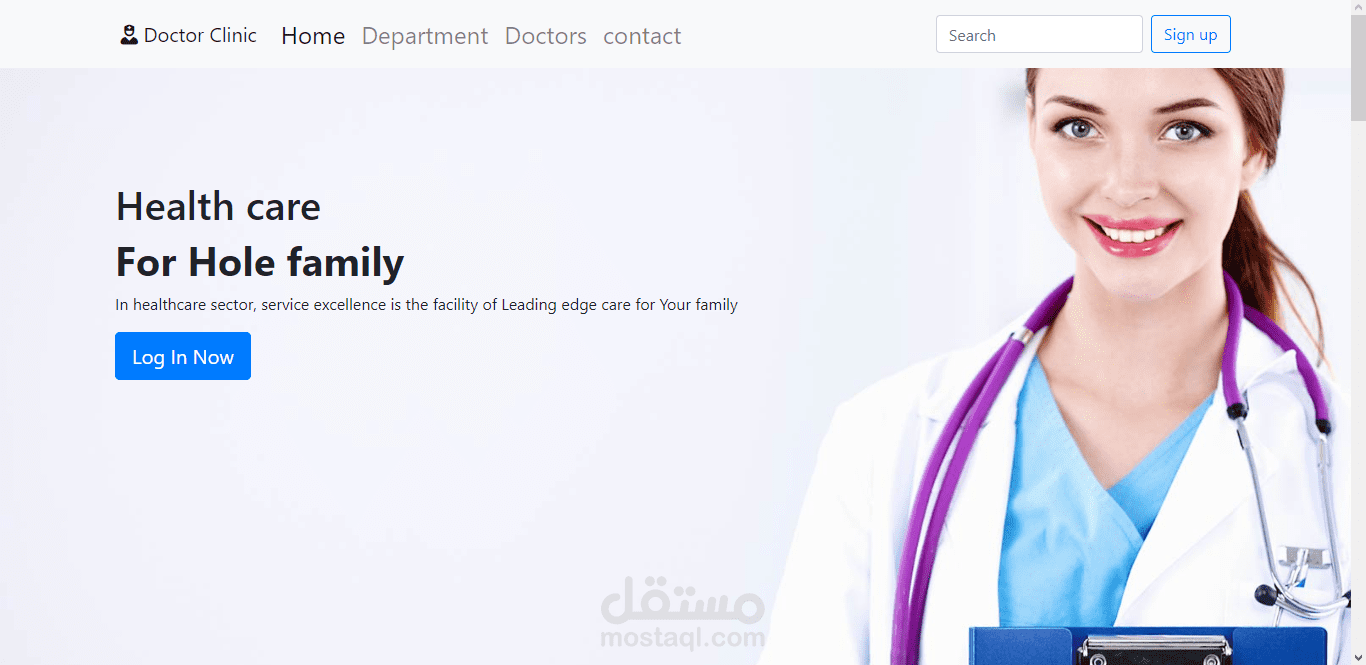 Doctor Clinic Home Department Doctors contact Search Sign up
Health care
For Hole family
In healthcare sector, service excellence is the facility of Leading edge care for Your family
Log In Now
مستقل
mostaql.com